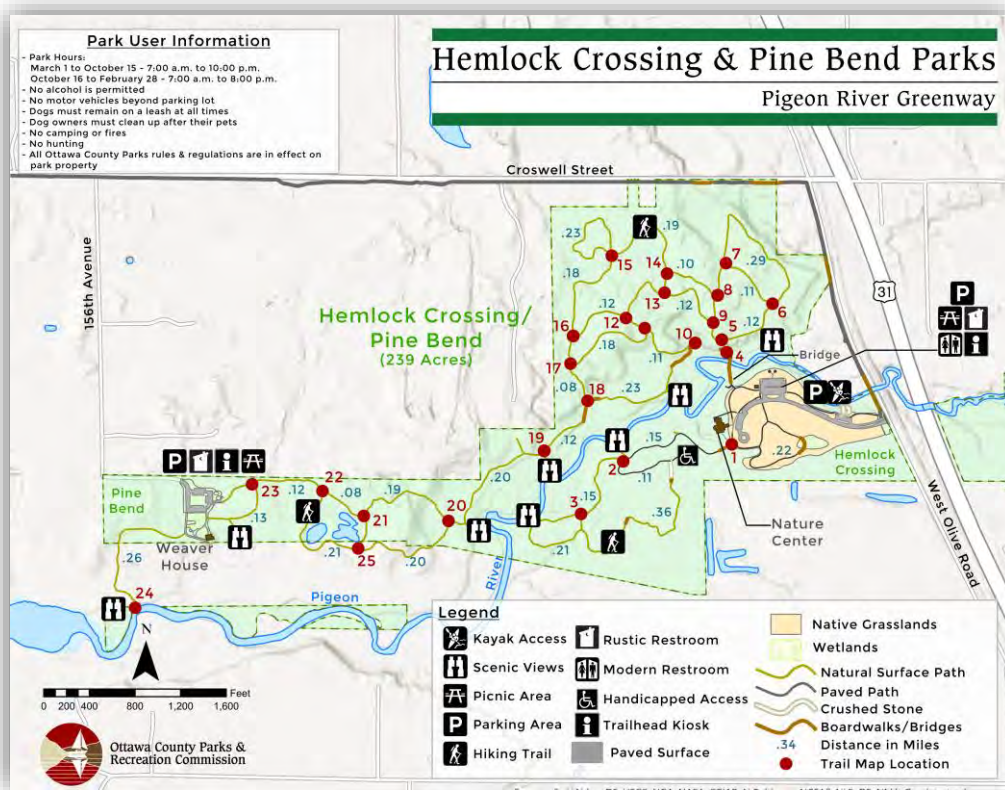 Park User Information
- Park Hours:
March 1 to October 15 - 7:00 a.m. to 10:00 p.m.
October 16 to February 28 - 7:00 a.m. to 8:00 p.m.
- No alcohol is permitted
- No motor vehicles beyond parking lot
- Dogs must remain on a leash at all times
- Dog owners must clean up after their pets
- No camping or fires
- No hunting
- All Ottawa County Parks rules & regulations are in effect on
park property
Hemlock Crossing & Pine Bend Parks
Pigeon River Greenway
Croswell Street
156th Avenue
31
West Olive Road
Hemlock Crossing/
Pine Bend
(239 Acres)
.23
.19
15
.18
14
.10
7
.29
13
8
.11
6
.12
12
.12
9
.12
16
10
5
4
.18
.11
17
.08
18
.23
Bridge
P
P
19
.12
.20
2
.15
.11
1
.22
Hemlock
Crossing
Nature
Center
3
.15
.36
.21
P
Pine
Bend
23
.12
22
.08
.19
21
20
.13
Weaver
House
.21
25
.20
.26
24
River
Pigeon
N
Feet
0 200 400 800 1,200 1,600
Ottawa County Parks &
Recreation Commission
Legend
Kayak Access
Scenic Views
Picnic Area
P Parking Area
Hiking Trail
Rustic Restroom
Modern Restroom
Handicapped Access
Trailhead Kiosk
Paved Surface
Native Grasslands
Wetlands
Natural Surface Path
Paved Path
Crushed Stone
Boardwalks/Bridges
.34 Distance in Miles
Trail Map Location